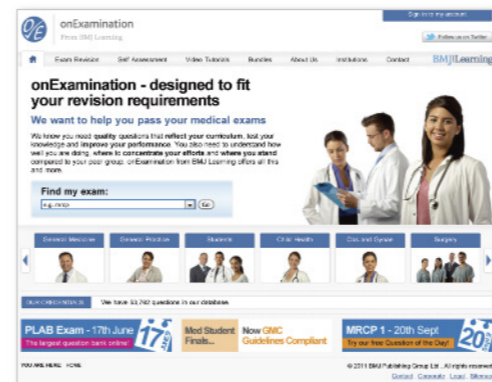 Sign in to my account
onExamination
From BMJ Learning
Follow us on Twitter
Exam Revision Self Assessment Video Tutorials Bundles About Us Institutions Contact BMJ Learning
onExamination - designed to fit
your revision requirements
We want to help you pass your medical exams
We know you need quality questions that reflect your curriculum, test your
knowledge and improve your performance. You also need to understand how
well you are doing, where to concentrate your efforts and where you stand
compared to your peer group. onExamination from BMJ Learning offers all this
and more.
Find my exam:
e.g. mrcp
Go
General Medicine General Practice Students Child Health Obs and Gynae Surgery
OUR CREDENTIALS We have 53,762 questions in our database.
PLAB Exam - 17th June
The largest question bank online!
17
JUNE
Med Student
Finals...
Now GMC
Guidelines Compliant
MRCP 1 - 20th Sept
Try our free Question of the Day!
20
YOU ARE HERE: HOME
© 2011 BMJ Publishing Group Ltd.. All rights reserved
Contact Corporate Legal Sitemap